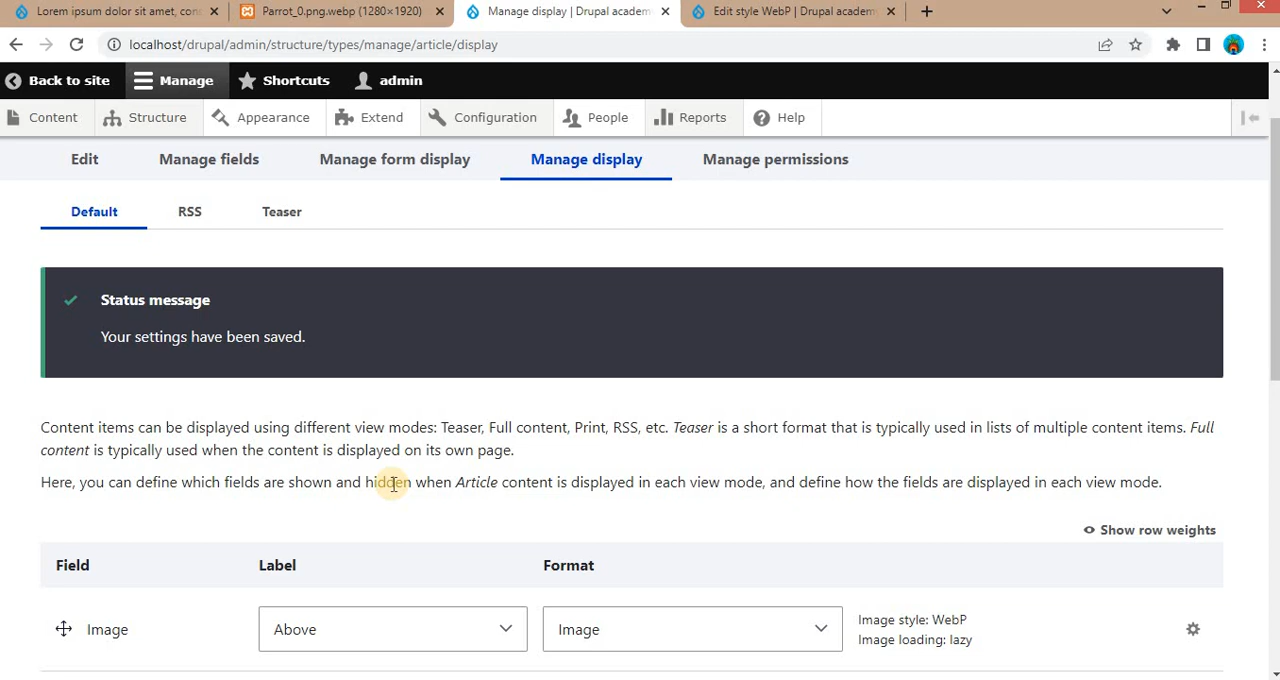 Lorem ipsum dolor sit amet, cons
Parrot_0.png.webp (1280×1920)
Manage display | Drupal academ
Edit style WebP | Drupal academ
localhost/drupal/admin/structure/types/manage/article/display
Back to site
Manage
Shortcuts
admin
Content
Structure
Appearance
Extend
Configuration
People
Reports
Help
Edit
Manage fields
Manage form display
Manage display
Manage permissions
Default
RSS
Teaser
Status message
Your settings have been saved.
Content items can be displayed using different view modes: Teaser, Full content, Print, RSS, etc. Teaser is a short format that is typically used in lists of multiple content items. Full
content is typically used when the content is displayed on its own page.
Here, you can define which fields are shown and hidden when Article content is displayed in each view mode, and define how the fields are displayed in each view mode.
Show row weights
Field
Label
Format
Image
Above
Image
Image style: WebP
Image loading: lazy